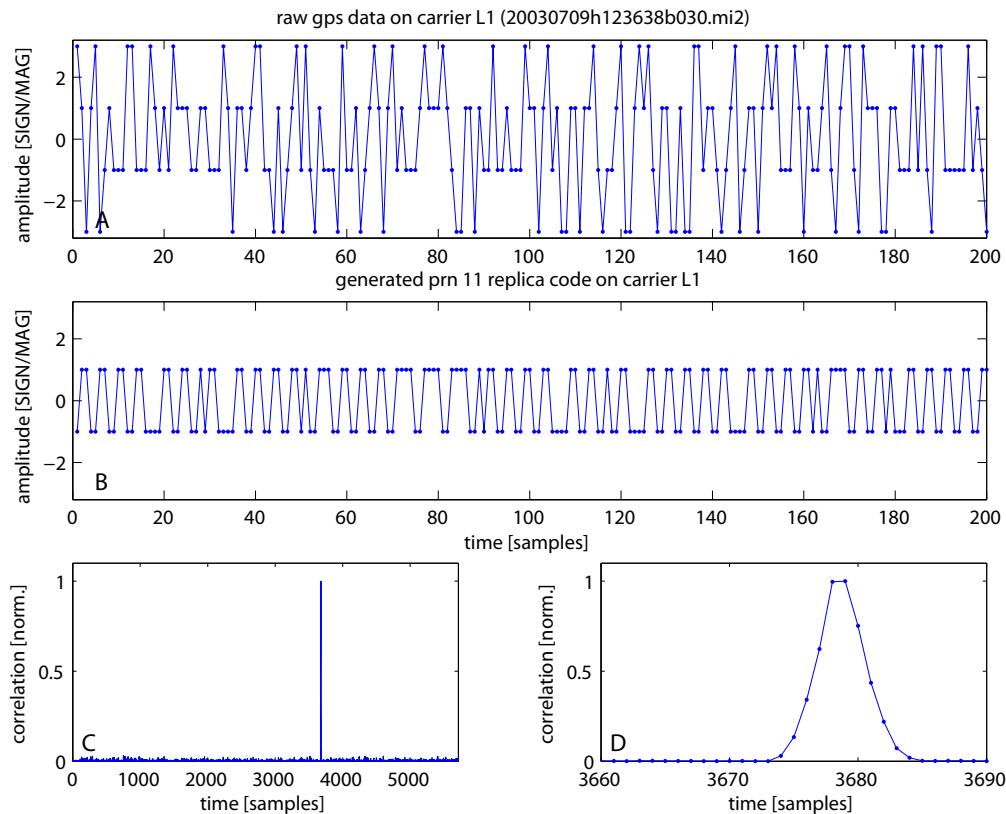 raw gps data on carrier L1 (20030709h123638b030.mi2)
amplitude [SIGN/MAG]
2
0
−2
A
0 20 40 60 80 100 120 140 160 180 200
generated prn 11 replica code on carrier L1
amplitude [SIGN/MAG]
2
0
−2
B
0 20 40 60 80 100 120 140 160 180 200
time [samples]
correlation [norm.]
1
0.5
0
C
0 1000 2000 3000 4000 5000
time [samples]
correlation [norm.]
1
0.5
0
D
3660 3670 3680 3690
time [samples]